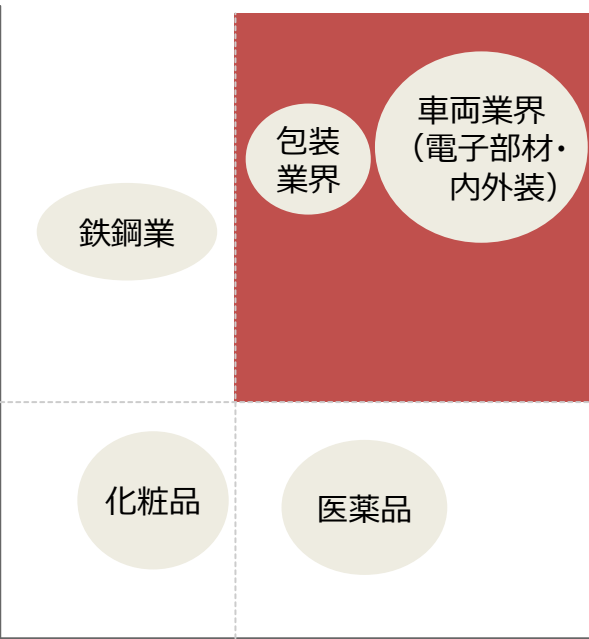 包装
業界
車両業界
（電子部材・
内外装）
鉄鋼業
化粧品
医薬品